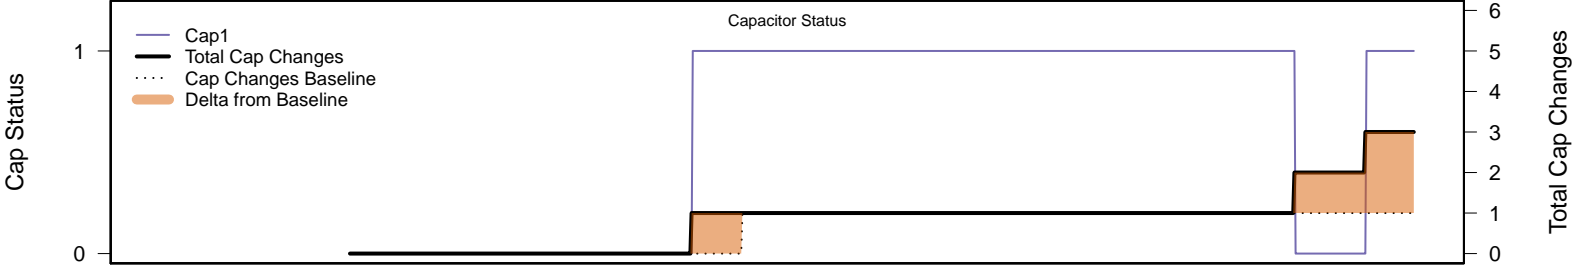 Capacitor Status
Cap1
Total Cap Changes
Cap Changes Baseline
Delta from Baseline
Cap Status
1
0
6
5
4
3
2
1
0
Total Cap Changes